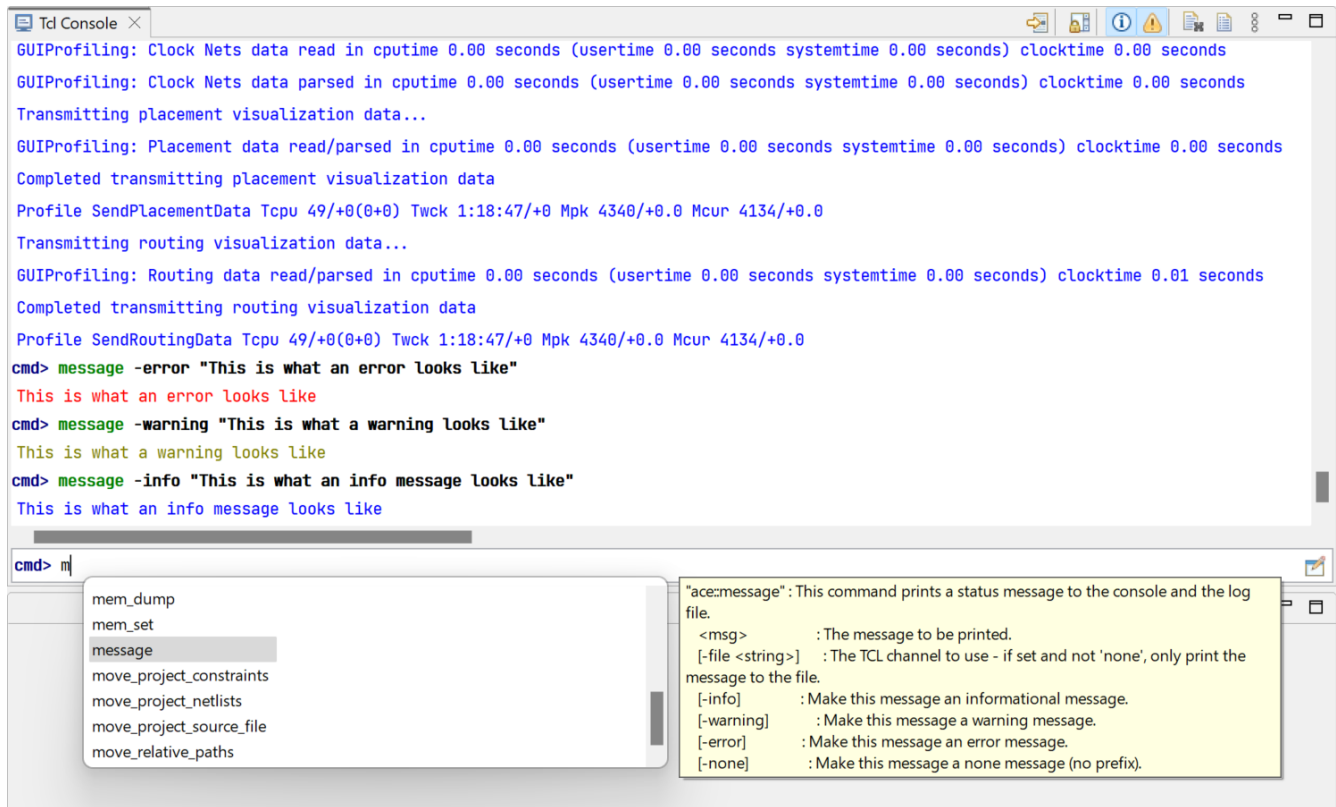 Tcl Console
GUIProfiling: Clock Nets data read in cputime 0.00 seconds (usertime 0.00 seconds systemtime 0.00 seconds) clocktime 0.00 seconds
GUIProfiling: Clock Nets data parsed in cputime 0.00 seconds (usertime 0.00 seconds systemtime 0.00 seconds) clocktime 0.00 seconds
Transmitting placement visualization data...
GUIProfiling: Placement data read/parsed in cputime 0.00 seconds (usertime 0.00 seconds systemtime 0.00 seconds) clocktime 0.00 seconds
Completed transmitting placement visualization data
Profile SendPlacementData Tcpu 49/+0(0+0) Twck 1:18:47/+0 Mpk 4340/+0.0 Mcur 4134/+0.0
Transmitting routing visualization data...
GUIProfiling: Routing data read/parsed in cputime 0.00 seconds (usertime 0.00 seconds systemtime 0.00 seconds) clocktime 0.01 seconds
Completed transmitting routing visualization data
Profile SendRoutingData Tcpu 49/+0(0+0) Twck 1:18:47/+0 Mpk 4340/+0.0 Mcur 4134/+0.0
cmd> message -error "This is what an error looks like"
This is what an error looks like
cmd> message -warning "This is what a warning looks like"
This is what a warning looks like
cmd> message -info "This is what an info message looks like"
This is what an info message looks like
cmd> m
mem_dump
mem_set
message
move_project_constraints
move_project_netlists
move_project_source_file
move_relative_paths
"ace::message" : This command prints a status message to the console and the log
file.
<msg> : The message to be printed.
[-file <string>] : The TCL channel to use - if set and not 'none', only print the
message to the file.
[-info] : Make this message an informational message.
[-warning] : Make this message a warning message.
[-error] : Make this message an error message.
[-none] : Make this message a none message (no prefix).